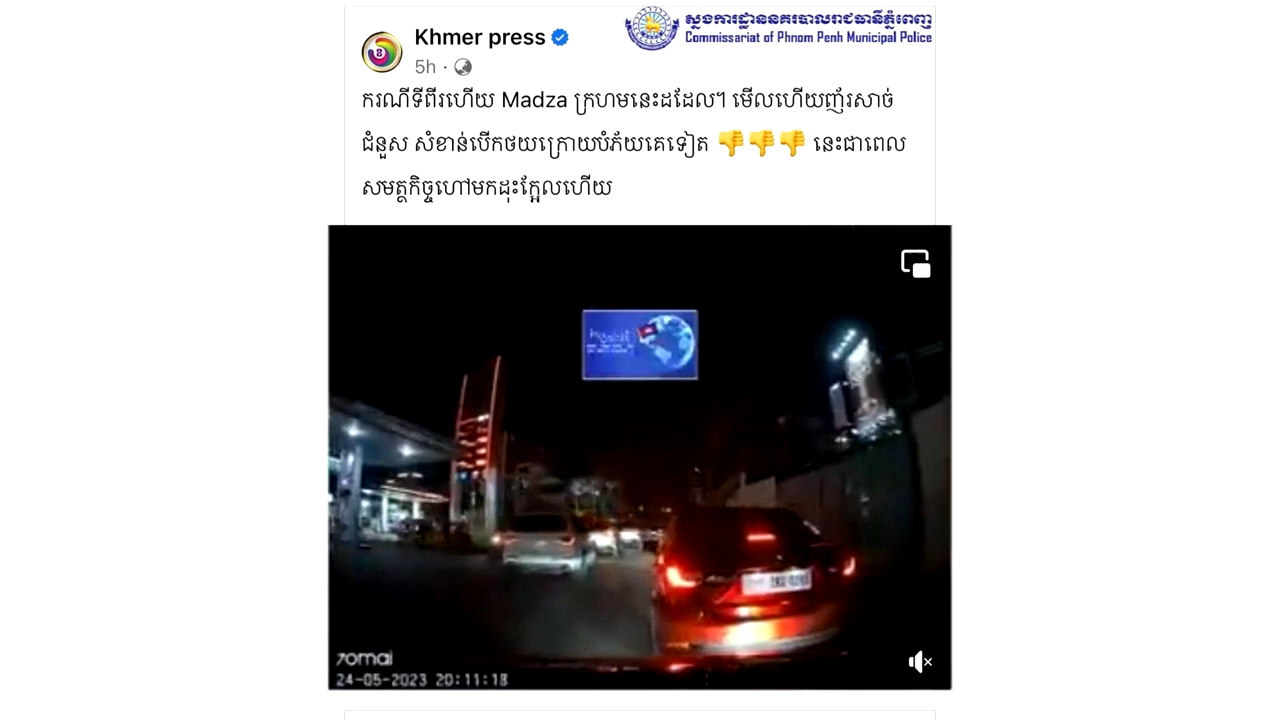 ស្នងការដ្ឋាននគរបាលរាជធានីភ្នំពេញ
Commissariat of Phnom Penh Municipal Police
Khmer press
5h ·
ករណីទីពីរហើយ Madza ក្រហមនេះដដែលៗ មើលហើយញ័រសាច់
ជំនួស សំខាន់បើកថយក្រោយបំភ័យគេទៀត 👎👎👎 នេះជាពេល
សមត្ថកិច្ចហៅមកដុះក្អែលហើយ
70mai
24-05-2023 20:11:18